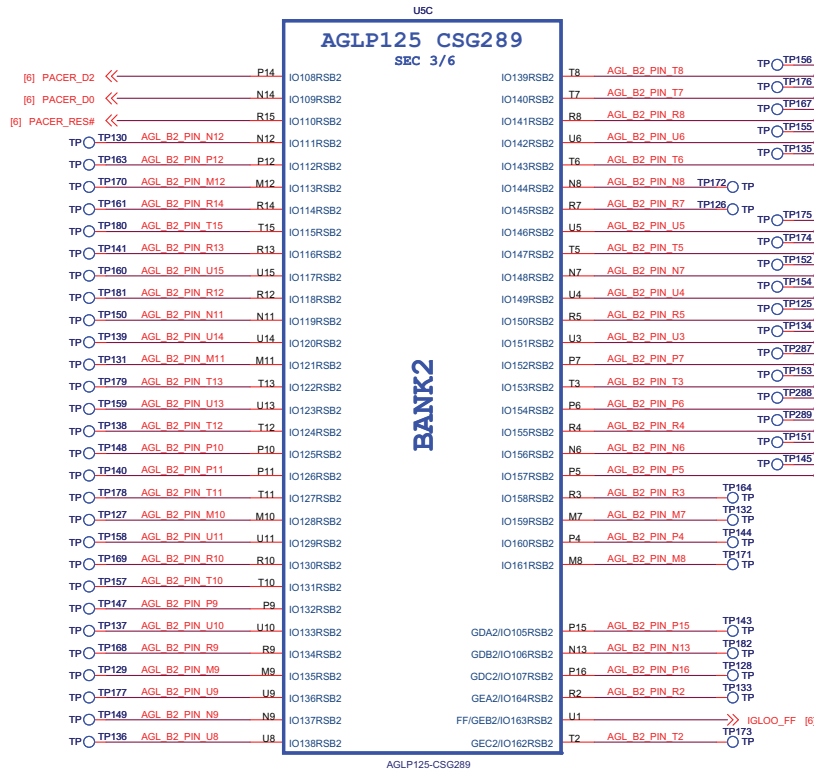 U5C
AGLP125 CSG289
SEC 3/6
[6] PACER_D2 P14 IO108RSB2
[6] PACER_D0 N14 IO109RSB2
[6] PACER_RES# R15 IO110RSB2
TP TP130 AGL_B2_PIN_N12 N12 IO111RSB2
TP TP163 AGL_B2_PIN_P12 P12 IO112RSB2
TP TP170 AGL_B2_PIN_M12 M12 IO113RSB2
TP TP161 AGL_B2_PIN_R14 R14 IO114RSB2
TP TP180 AGL_B2_PIN_T15 T15 IO115RSB2
TP TP141 AGL_B2_PIN_R13 R13 IO116RSB2
TP TP160 AGL_B2_PIN_U15 U15 IO117RSB2
TP TP181 AGL_B2_PIN_R12 R12 IO118RSB2
TP TP150 AGL_B2_PIN_N11 N11 IO119RSB2
TP TP139 AGL_B2_PIN_U14 U14 IO120RSB2
TP TP131 AGL_B2_PIN_M11 M11 IO121RSB2
TP TP179 AGL_B2_PIN_T13 T13 IO122RSB2
TP TP159 AGL_B2_PIN_U13 U13 IO123RSB2
TP TP138 AGL_B2_PIN_T12 T12 IO124RSB2
TP TP148 AGL_B2_PIN_P10 P10 IO125RSB2
TP TP140 AGL_B2_PIN_P11 P11 IO126RSB2
TP TP178 AGL_B2_PIN_T11 T11 IO127RSB2
TP TP127 AGL_B2_PIN_M10 M10 IO128RSB2
TP TP158 AGL_B2_PIN_U11 U11 IO129RSB2
TP TP169 AGL_B2_PIN_R10 R10 IO130RSB2
TP TP157 AGL_B2_PIN_T10 T10 IO131RSB2
TP TP147 AGL_B2_PIN_P9 P9 IO132RSB2
TP TP137 AGL_B2_PIN_U10 U10 IO133RSB2
TP TP168 AGL_B2_PIN_R9 R9 IO134RSB2
TP TP129 AGL_B2_PIN_M9 M9 IO135RSB2
TP TP177 AGL_B2_PIN_U9 U9 IO136RSB2
TP TP149 AGL_B2_PIN_N9 N9 IO137RSB2
TP TP136 AGL_B2_PIN_U8 U8 IO138RSB2
BANK2
IO139RSB2 T8 AGL_B2_PIN_T8 TP TP156
IO140RSB2 T7 AGL_B2_PIN_T7 TP TP176
IO141RSB2 R8 AGL_B2_PIN_R8 TP TP167
IO142RSB2 U6 AGL_B2_PIN_U6 TP TP155
IO143RSB2 T6 AGL_B2_PIN_T6 TP TP135
IO144RSB2 N8 AGL_B2_PIN_N8 TP172 TP
IO145RSB2 R7 AGL_B2_PIN_R7 TP126 TP
IO146RSB2 U5 AGL_B2_PIN_U5 TP TP175
IO147RSB2 T5 AGL_B2_PIN_T5 TP TP174
IO148RSB2 N7 AGL_B2_PIN_N7 TP TP152
IO149RSB2 U4 AGL_B2_PIN_U4 TP TP154
IO150RSB2 R5 AGL_B2_PIN_R5 TP TP125
IO151RSB2 U3 AGL_B2_PIN_U3 TP TP134
IO152RSB2 P7 AGL_B2_PIN_P7 TP TP287
IO153RSB2 T3 AGL_B2_PIN_T3 TP TP153
IO154RSB2 P6 AGL_B2_PIN_P6 TP TP288
IO155RSB2 R4 AGL_B2_PIN_R4 TP TP289
IO156RSB2 N6 AGL_B2_PIN_N6 TP TP151
IO157RSB2 P5 AGL_B2_PIN_P5 TP TP145
IO158RSB2 R3 AGL_B2_PIN_R3 TP164 TP
IO159RSB2 M7 AGL_B2_PIN_M7 TP132 TP
IO160RSB2 P4 AGL_B2_PIN_P4 TP144 TP
IO161RSB2 M8 AGL_B2_PIN_M8 TP171 TP
GDA2/IO105RSB2 P15 AGL_B2_PIN_P15 TP143 TP
GDB2/IO106RSB2 N13 AGL_B2_PIN_N13 TP182 TP
GDC2/IO107RSB2 P16 AGL_B2_PIN_P16 TP128 TP
GEA2/IO164RSB2 R2 AGL_B2_PIN_R2 TP133 TP
FF/GEB2/IO163RSB2 U1 IGLOO_FF [6]
GEC2/IO162RSB2 T2 AGL_B2_PIN_T2 TP173 TP
AGLP125-CSG289